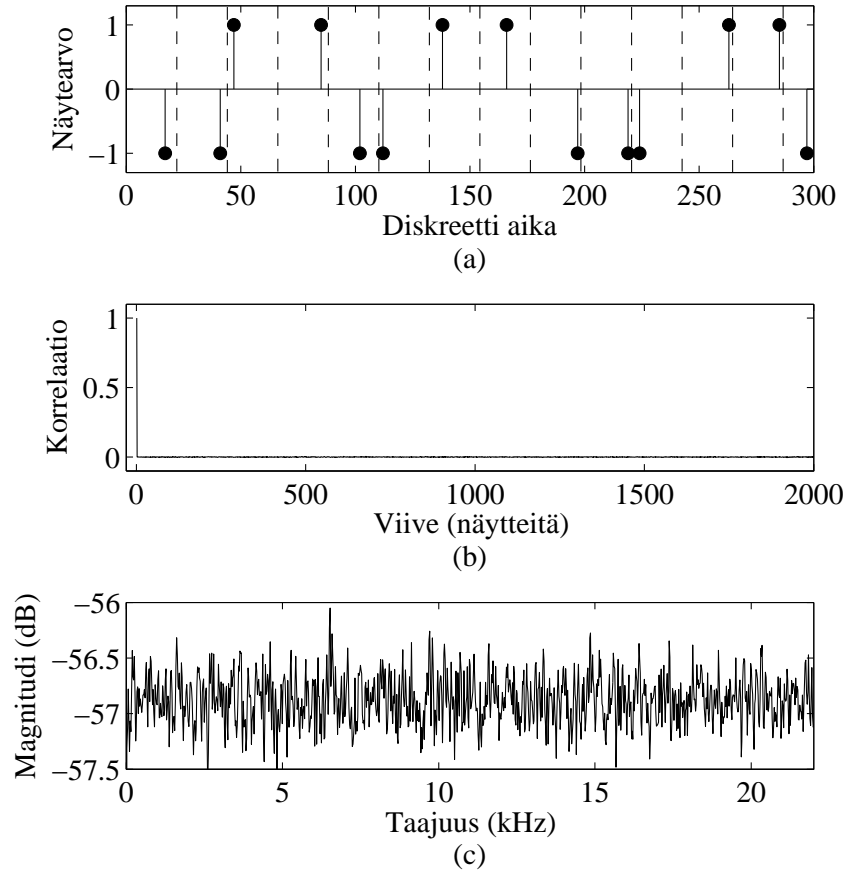 1
0
−1
Näytearvo
0 50 100 150 200 250 300
Diskreetti aika
(a)
1
0.5
0
Korrelaatio
0 500 1000 1500 2000
Viive (näytteitä)
(b)
−56
−56.5
−57
−57.5
Magnitudi (dB)
0 5 10 15 20
Taajuus (kHz)
(c)